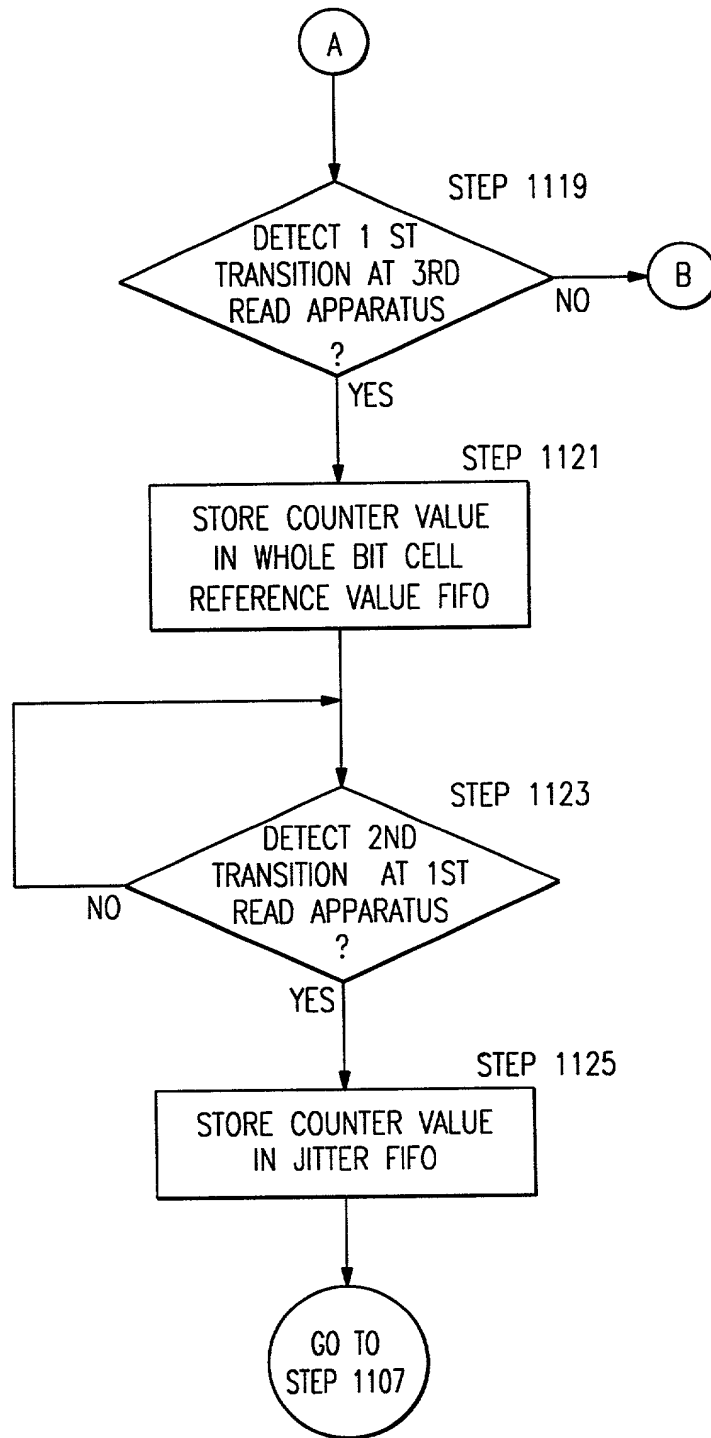 A
STEP 1119
DETECT 1 ST
TRANSITION AT 3RD
READ APPARATUS
?
NO
B
YES
STEP 1121
STORE COUNTER VALUE
IN WHOLE BIT CELL
REFERENCE VALUE FIFO
STEP 1123
DETECT 2ND
TRANSITION AT 1ST
READ APPARATUS
?
NO
YES
STEP 1125
STORE COUNTER VALUE
IN JITTER FIFO
GO TO
STEP 1107